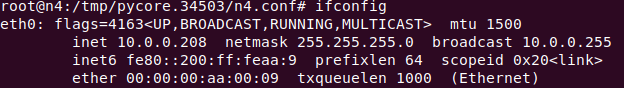 root@n4:/tmp/pycore.34503/n4.conf# ifconfig
eth0: flags=4163<UP,BROADCAST,RUNNING,MULTICAST>  mtu 1500
        inet 10.0.0.208  netmask 255.255.255.0  broadcast 10.0.0.255
        inet6 fe80::200:ff:feaa:9  prefixlen 64  scopeid 0x20<link>
        ether 00:00:00:aa:00:09  txqueuelen 1000  (Ethernet)